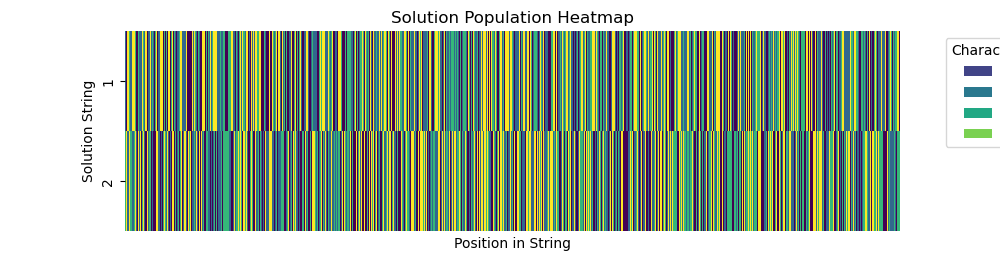 Solution Population Heatmap
Charac
Solution String
1
2
Position in String